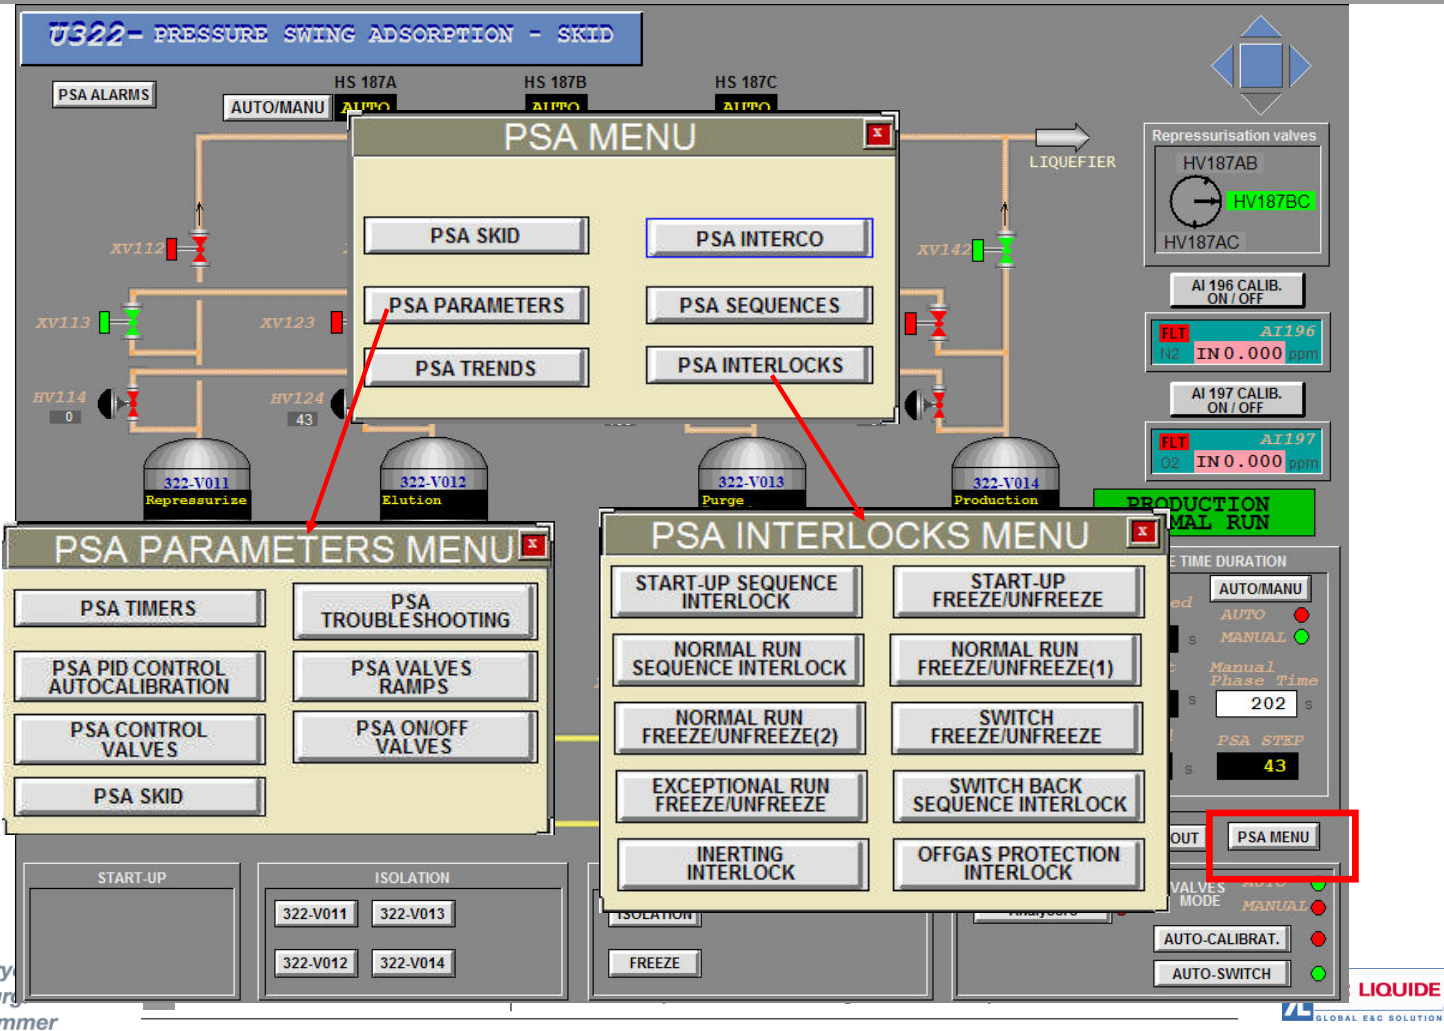 U322- PRESSURE SWING ADSORPTION - SKID
PSA ALARMS
AUTO/MANU
HS 187A
AUTO
HS 187B
AUTO
HS 187C
AUTO
LIQUEFIER
Repressurisation valves
HV187AB
HV187BC
HV187AC
AI 196 CALIB.
ON / OFF
FLT AI196
N2 IN 0.000 ppm
AI 197 CALIB.
ON / OFF
FLT AI197
O2 IN 0.000 ppm
XV112
XV142
XV113
XV123
HV114
0
HV124
43
322-V011
Repressurize
322-V012
Elution
322-V013
Purge
322-V014
Production
PRODUCTION
MAL RUN
PSA MENU
x
PSA SKID
PSA INTERCO
PSA PARAMETERS
PSA SEQUENCES
PSA TRENDS
PSA INTERLOCKS
PSA PARAMETERS MENU
x
PSA TIMERS
PSA
TROUBLESHOOTING
PSA PID CONTROL
AUTOCALIBRATION
PSA VALVES
RAMPS
PSA CONTROL
VALVES
PSA ON/OFF
VALVES
PSA SKID
PSA INTERLOCKS MENU
x
START-UP SEQUENCE
INTERLOCK
START-UP
FREEZE/UNFREEZE
NORMAL RUN
SEQUENCE INTERLOCK
NORMAL RUN
FREEZE/UNFREEZE(1)
NORMAL RUN
FREEZE/UNFREEZE(2)
SWITCH
FREEZE/UNFREEZE
EXCEPTIONAL RUN
FREEZE/UNFREEZE
SWITCH BACK
SEQUENCE INTERLOCK
INERTING
INTERLOCK
OFFGAS PROTECTION
INTERLOCK
TIME DURATION
AUTO/MANU
AUTO
MANUAL
s
Manual
Phase Time
s
202 s
PSA STEP
s
43
OUT
PSA MENU
START-UP
ISOLATION
322-V011
322-V013
322-V012
322-V014
ISOLATION
FREEZE
Analysers
VALVES
MODE
AUTO
MANUAL
AUTO-CALIBRAT.
AUTO-SWITCH
LIQUIDE
GLOBAL E&C SOLUTION